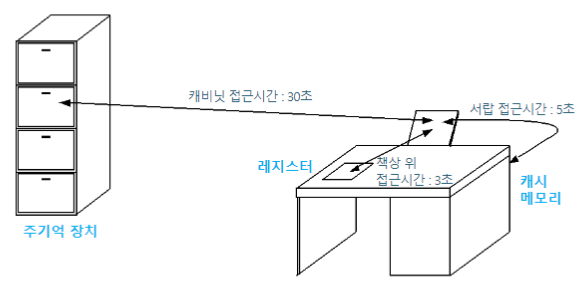 캐비닛 접근시간 : 30초
서랍 접근시간 : 5초
레지스터
책상 위
접근시간 : 3초
캐시
메모리
주기억 장치